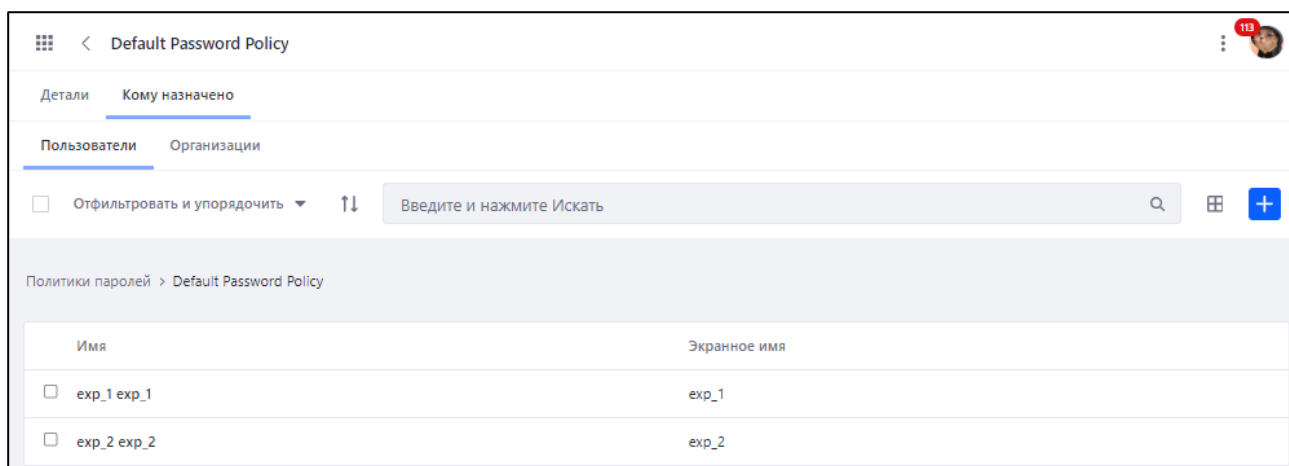 Default Password Policy
113
Детали Кому назначено
Пользователи Организации
Отфильтровать и упорядочить Введите и нажмите Искать
Политики паролей > Default Password Policy
Имя Экранное имя
exp_1 exp_1 exp_1
exp_2 exp_2 exp_2